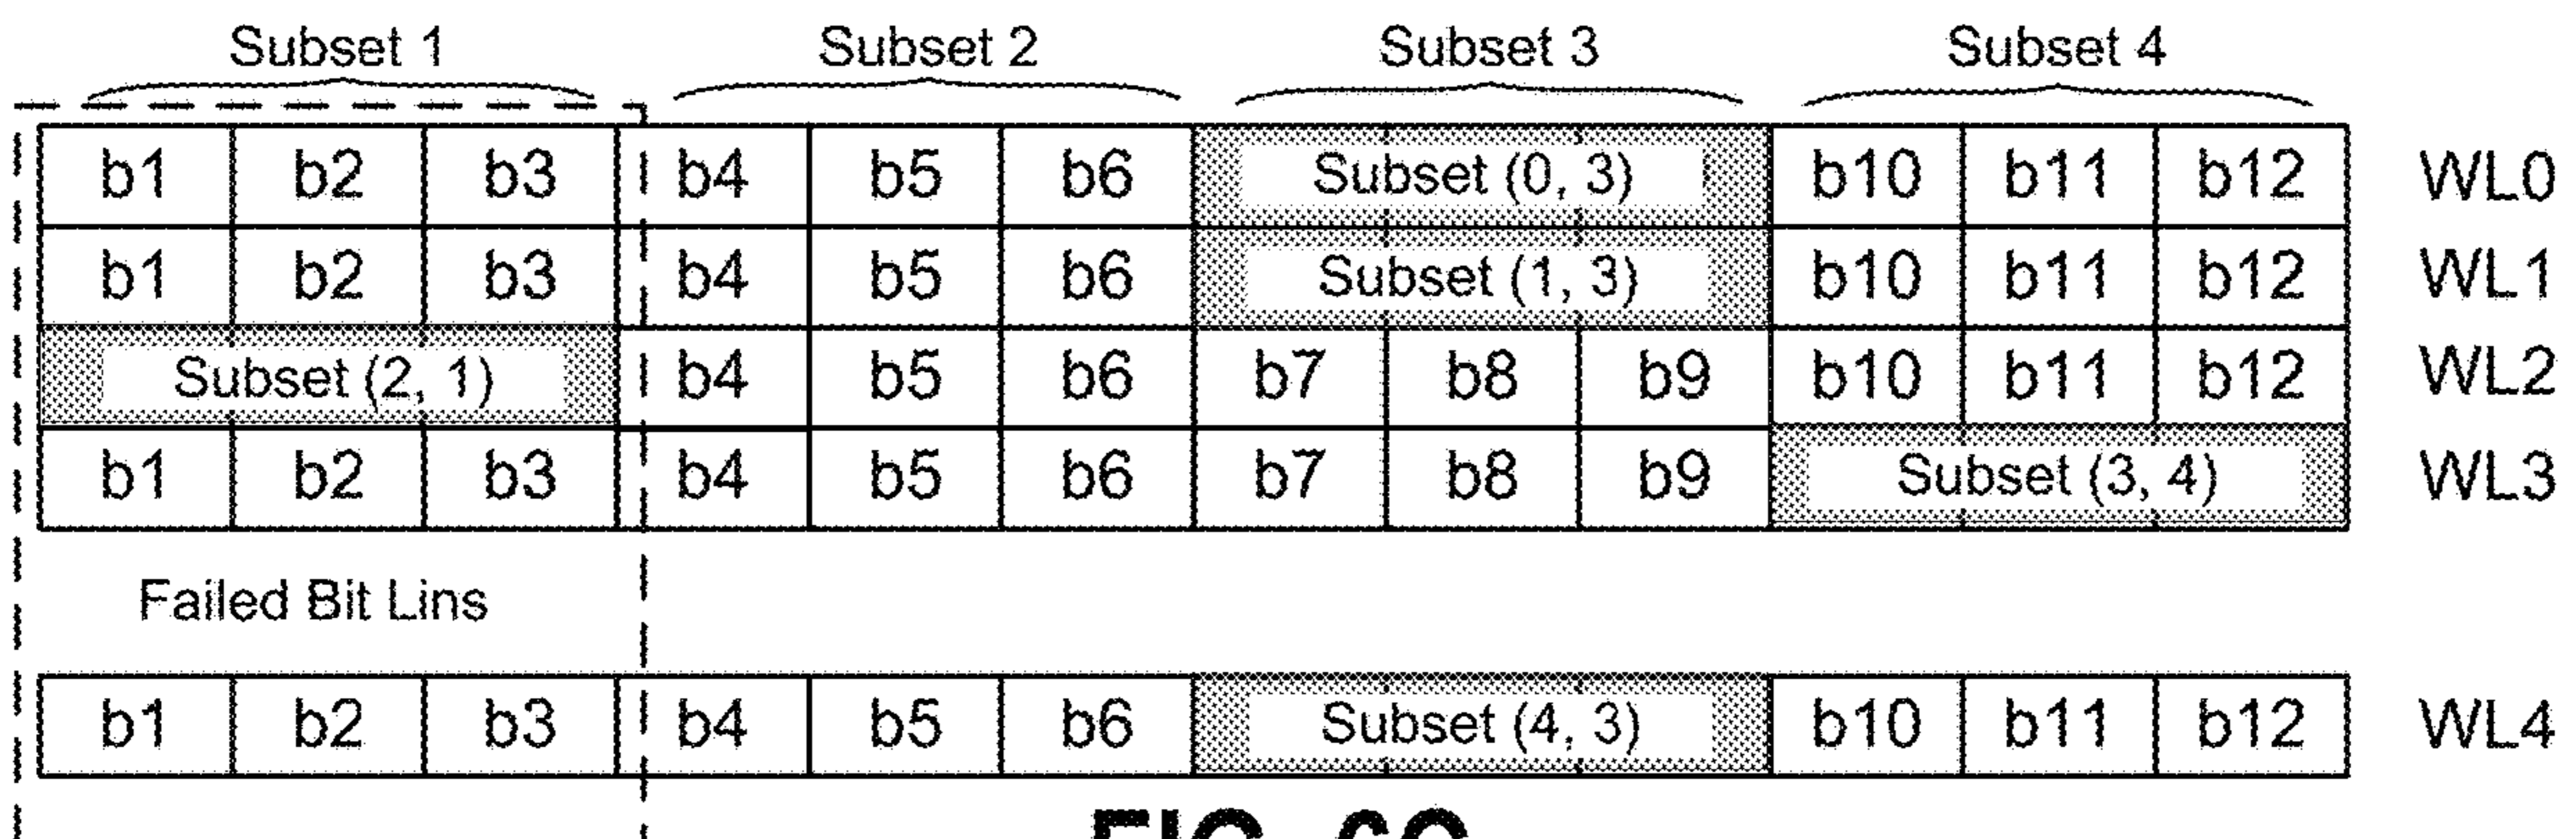 Subset 1 Subset 2 Subset 3 Subset 4
b1 b2 b3 b4 b5 b6 Subset (0, 3) b10 b11 b12 WL0
b1 b2 b3 b4 b5 b6 Subset (1, 3) b10 b11 b12 WL1
Subset (2, 1) b4 b5 b6 b7 b8 b9 b10 b11 b12 WL2
b1 b2 b3 b4 b5 b6 b7 b8 b9 Subset (3, 4) WL3
Failed Bit Lins
b1 b2 b3 b4 b5 b6 Subset (4, 3) b10 b11 b12 WL4